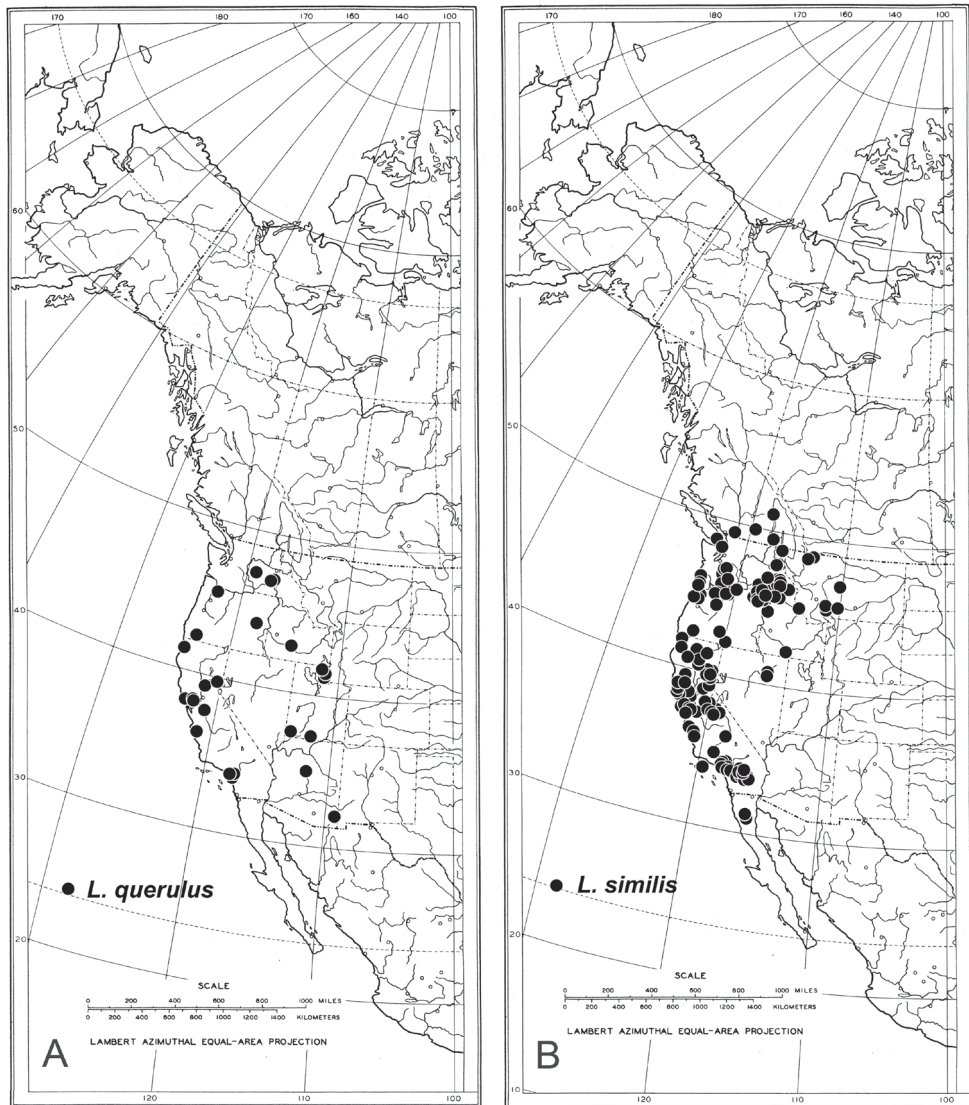 170 180 170 160 140 100
60
50
40
30
20
L. querulus
SCALE
0 200 400 600 800 1000 MILES
0 200 400 600 800 1000 1200 1400 KILOMETERS
LAMBERT AZIMUTHAL EQUAL-AREA PROJECTION
A
120 110 100
170 180 170 160 140 100
60
50
40
30
20
10
L. similis
SCALE
0 200 400 600 800 1000 MILES
0 200 400 600 800 1000 1200 1400 KILOMETERS
LAMBERT AZIMUTHAL EQUAL-AREA PROJECTION
B
120 110 100